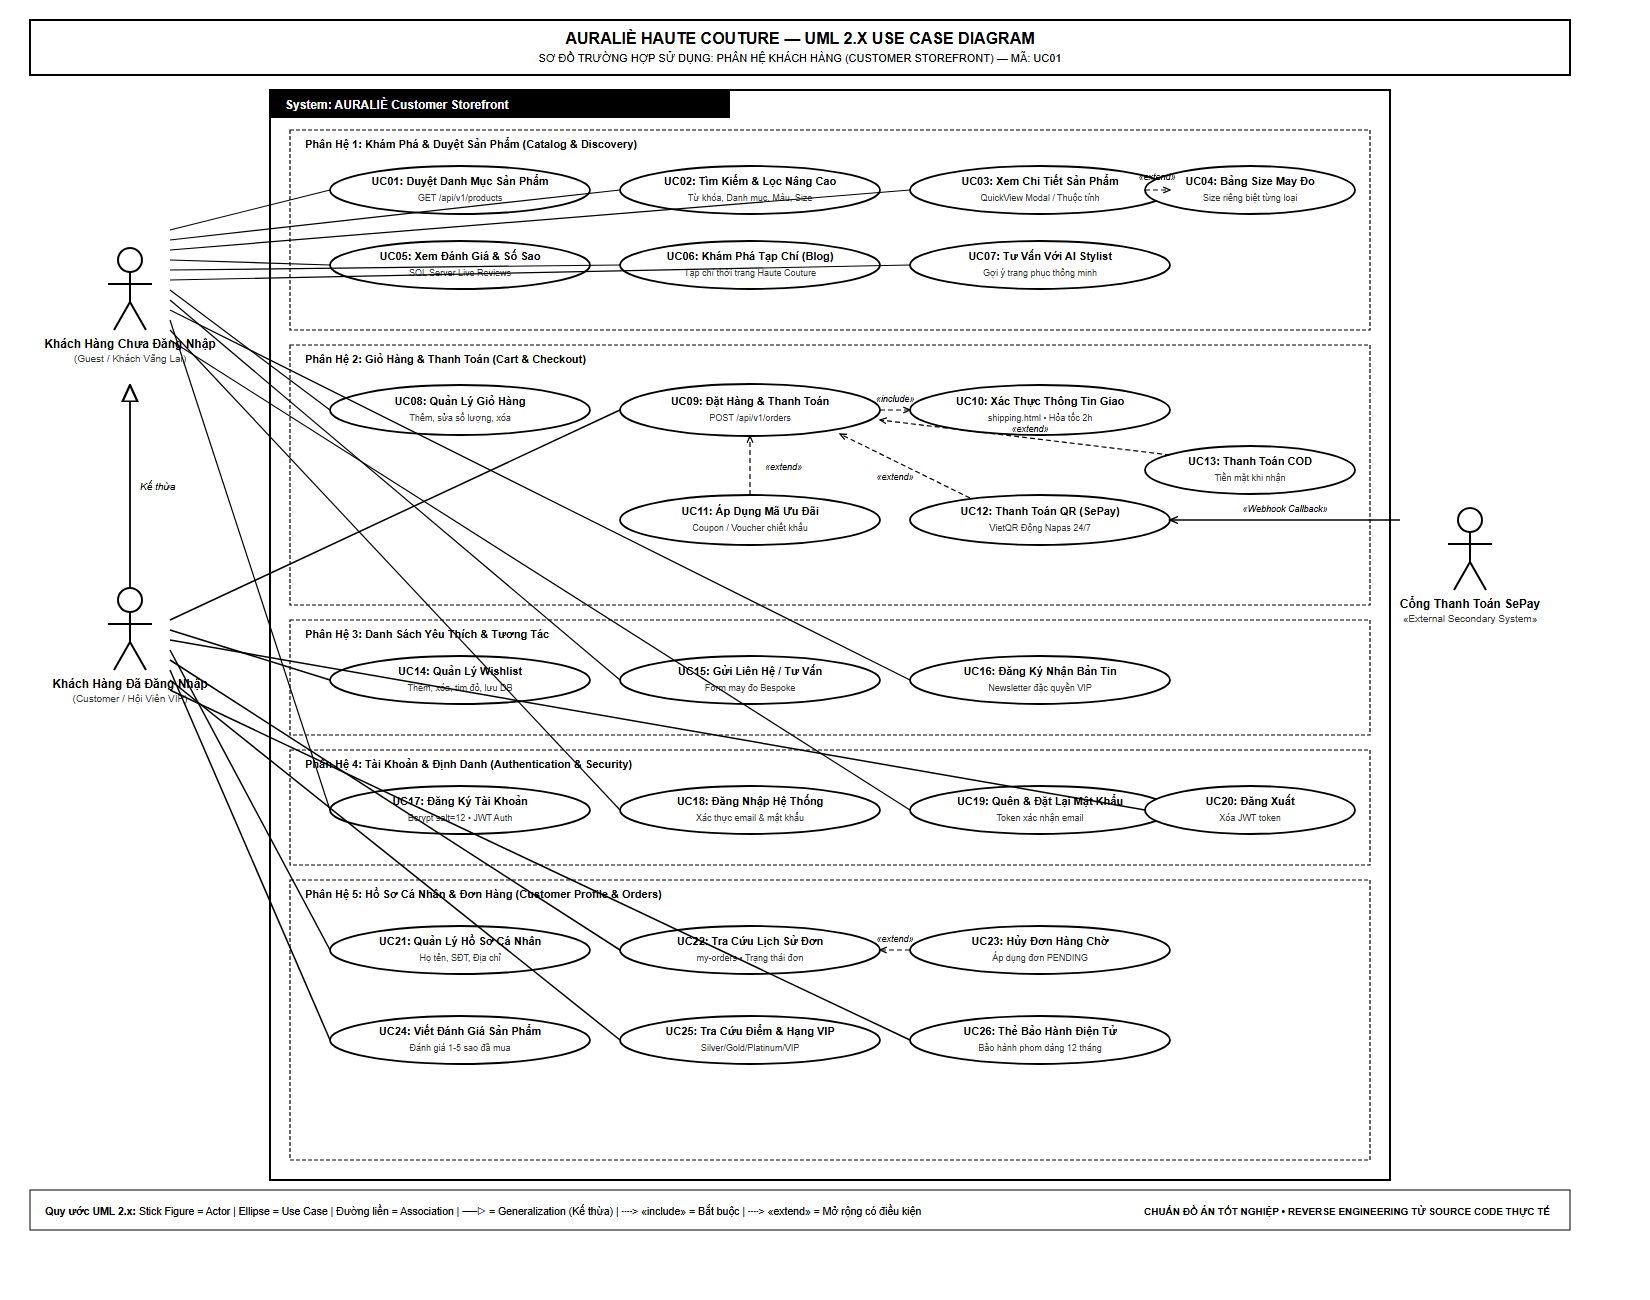 AURALIÈ HAUTE COUTURE — UML 2.X USE CASE DIAGRAM
SƠ ĐỒ TRƯỜNG HỢP SỬ DỤNG: PHÂN HỆ KHÁCH HÀNG (CUSTOMER STOREFRONT) — MÃ: UC01
System: AURALIÈ Customer Storefront
Phân Hệ 1: Khám Phá & Duyệt Sản Phẩm (Catalog & Discovery)
UC01: Duyệt Danh Mục Sản Phẩm
GET /api/v1/products
UC02: Tìm Kiếm & Lọc Nâng Cao
Từ khóa, Danh mục, Màu, Size
UC03: Xem Chi Tiết Sản Phẩm
QuickView Modal / Thuộc tính
«extend»
UC04: Bảng Size May Đo
Size riêng biệt từng loại
UC05: Xem Đánh Giá & Số Sao
SQL Server Live Reviews
UC06: Khám Phá Tạp Chí (Blog)
Tạp chí thời trang Haute Couture
UC07: Tư Vấn Với AI Stylist
Gợi ý trang phục thông minh
Khách Hàng Chưa Đăng Nhập
(Guest / Khách Vãng Lai)
Kế thừa
Khách Hàng Đã Đăng Nhập
(Customer / Hội Viên VIP)
Phân Hệ 2: Giỏ Hàng & Thanh Toán (Cart & Checkout)
UC08: Quản Lý Giỏ Hàng
Thêm, sửa số lượng, xóa
UC09: Đặt Hàng & Thanh Toán
POST /api/v1/orders
«include»
UC10: Xác Thực Thông Tin Giao
shipping.html • Hỏa tốc 2h
«extend»
UC13: Thanh Toán COD
Tiền mặt khi nhận
«extend»
«extend»
UC11: Áp Dụng Mã Ưu Đãi
Coupon / Voucher chiết khấu
UC12: Thanh Toán QR (SePay)
VietQR Động Napas 24/7
«Webhook Callback»
Cổng Thanh Toán SePay
«External Secondary System»
Phân Hệ 3: Danh Sách Yêu Thích & Tương Tác
UC14: Quản Lý Wishlist
Thêm, xóa, tim đỏ, lưu DB
UC15: Gửi Liên Hệ / Tư Vấn
Form may đo Bespoke
UC16: Đăng Ký Nhận Bản Tin
Newsletter đặc quyền VIP
Phân Hệ 4: Tài Khoản & Định Danh (Authentication & Security)
UC17: Đăng Ký Tài Khoản
Bcrypt salt=12 • JWT Auth
UC18: Đăng Nhập Hệ Thống
Xác thực email & mật khẩu
UC19: Quên & Đặt Lại Mật Khẩu
Token xác nhận email
UC20: Đăng Xuất
Xóa JWT token
Phân Hệ 5: Hồ Sơ Cá Nhân & Đơn Hàng (Customer Profile & Orders)
UC21: Quản Lý Hồ Sơ Cá Nhân
Họ tên, SĐT, Địa chỉ
UC22: Tra Cứu Lịch Sử Đơn
my-orders • Trạng thái đơn
«extend»
UC23: Hủy Đơn Hàng Chờ
Áp dụng đơn PENDING
UC24: Viết Đánh Giá Sản Phẩm
Đánh giá 1-5 sao đã mua
UC25: Tra Cứu Điểm & Hạng VIP
Silver/Gold/Platinum/VIP
UC26: Thẻ Bảo Hành Điện Tử
Bảo hành phom dáng 12 tháng
Quy ước UML 2.x: Stick Figure = Actor | Ellipse = Use Case | Đường liền = Association | ──▷ = Generalization (Kế thừa) | ---> «include» = Bắt buộc | ---> «extend» = Mở rộng có điều kiện
CHUẨN ĐỒ ÁN TỐT NGHIỆP • REVERSE ENGINEERING TỪ SOURCE CODE THỰC TẾ